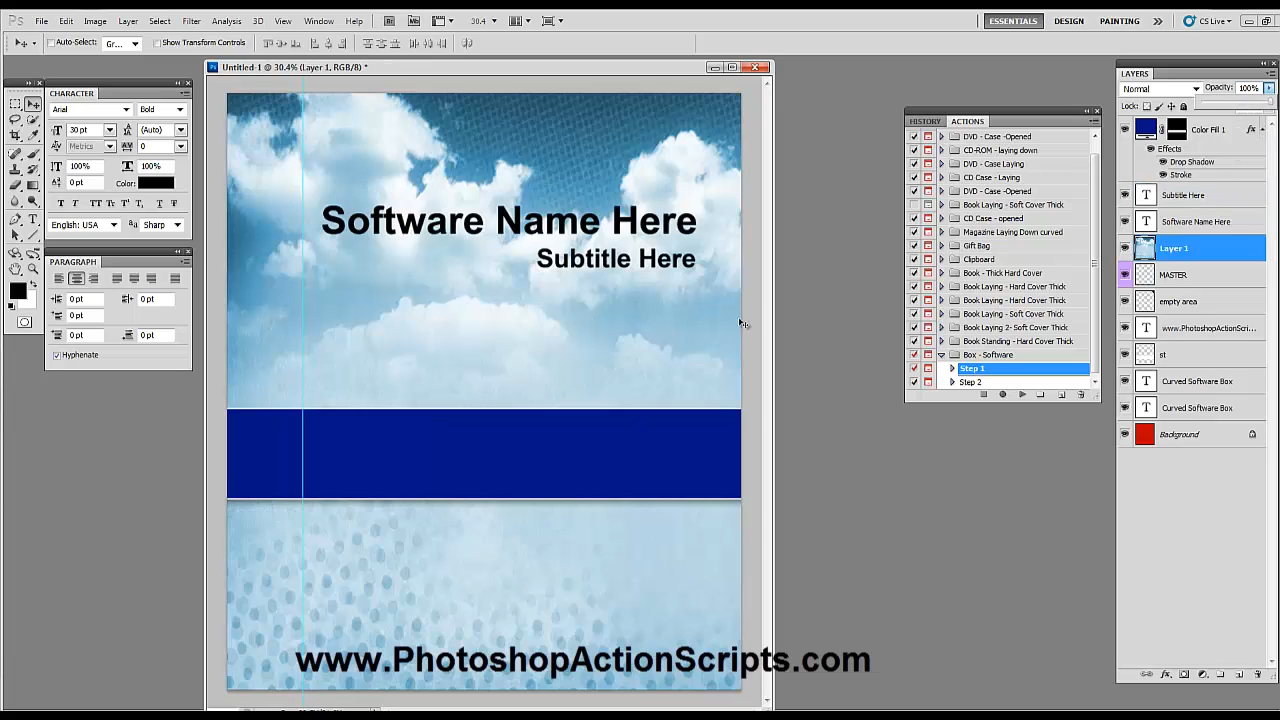 Ps File Edit Image Layer Select Filter Analysis 3D View Window Help Br Mb 30.4 ESSENTIALS DESIGN PAINTING CS Live
Auto-Select: Gr... Show Transform Controls
Untitled-1 @ 30.4% (Layer 1, RGB/8) *
CHARACTER
Arial Bold
30 pt (Auto)
Metrics 0
100% 100%
0 pt Color:
English: USA Sharp
PARAGRAPH
0 pt 0 pt
0 pt
0 pt 0 pt
Hyphenate
Software Name Here
Subtitle Here
www.PhotoshopActionScripts.com
HISTORY ACTIONS
DVD - Case -Opened
CD-ROM - laying down
DVD - Case Laying
CD Case - Laying
DVD - Case -Opened
Book Laying - Soft Cover Thick
CD Case - opened
Magazine Laying Down curved
Gift Bag
Clipboard
Book - Thick Hard Cover
Book Laying - Hard Cover Thick
Book Laying - Hard Cover Thick
Book Laying - Soft Cover Thick
Book Laying 2- Soft Cover Thick
Book Standing - Hard Cover Thick
Box - Software
Step 1
Step 2
LAYERS
Normal Opacity: 100%
Lock:
Color Fill 1 fx
Effects
Drop Shadow
Stroke
T Subtitle Here
T Software Name Here
Layer 1
MASTER
empty area
T www.PhotoshopActionScri...
st
T Curved Software Box
T Curved Software Box
Background